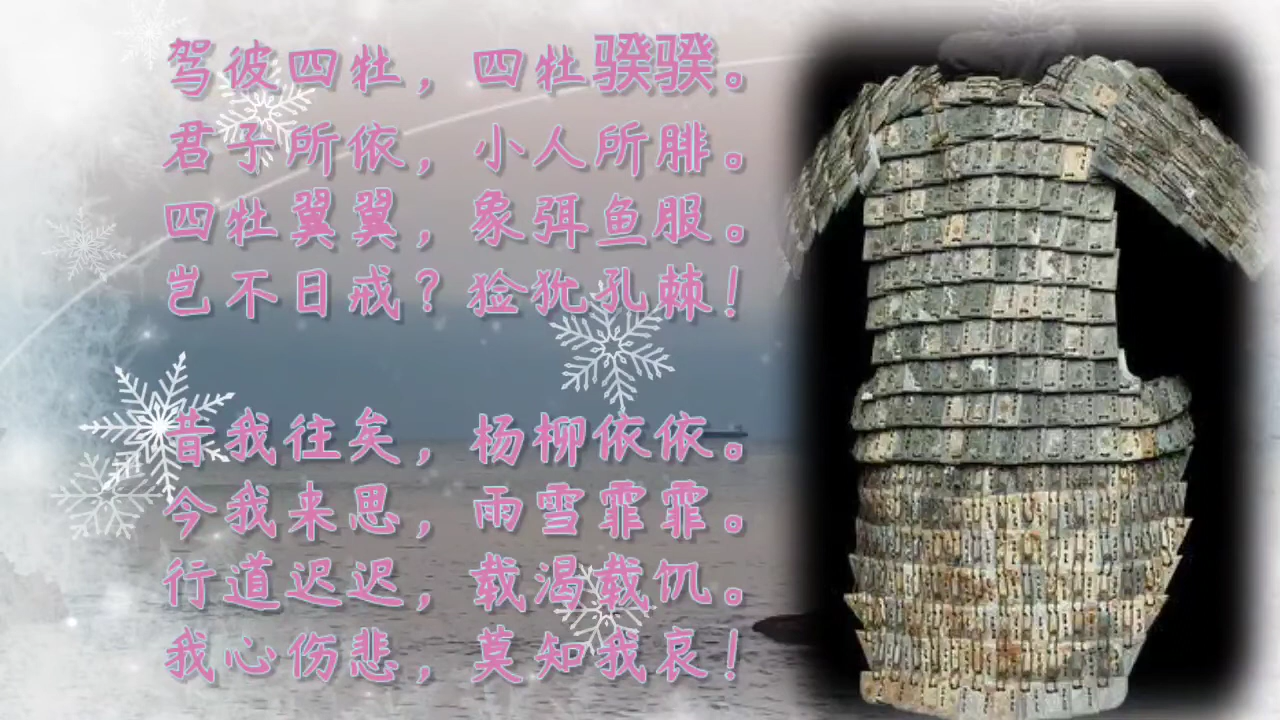 驾彼四牡，四牡骙骙。
君子所依，小人所腓。
四牡翼翼，象弭鱼服。
岂不日戒？猃狁孔棘！
昔我往矣，杨柳依依。
今我来思，雨雪霏霏。
行道迟迟，载渴载饥。
我心伤悲，莫知我哀！